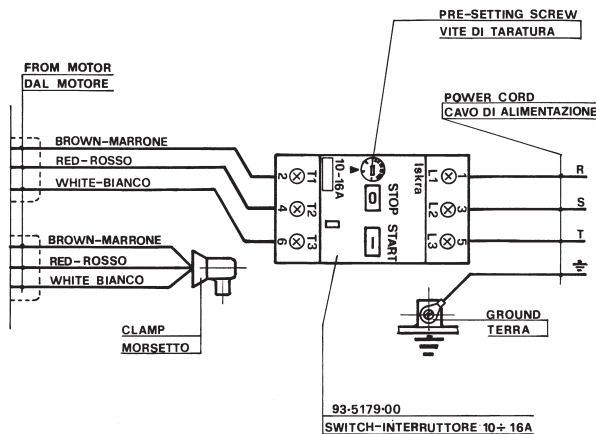 PRE-SETTING SCREW
VITE DI TARATURA
FROM MOTOR
DAL MOTORE
POWER CORD
CAVO DI ALIMENTAZIONE
BROWN-MARRONE
RED-ROSSO
WHITE-BIANCO
2 T1
4 T2
6 T3
10-16A
STOP
O
START
I
Iskra
L1 1
L2 3
L3 5
R
S
T
BROWN-MARRONE
RED-ROSSO
WHITE BIANCO
CLAMP
MORSETTO
GROUND
TERRA
93-5179-00
SWITCH-INTERRUTTORE 10÷16A